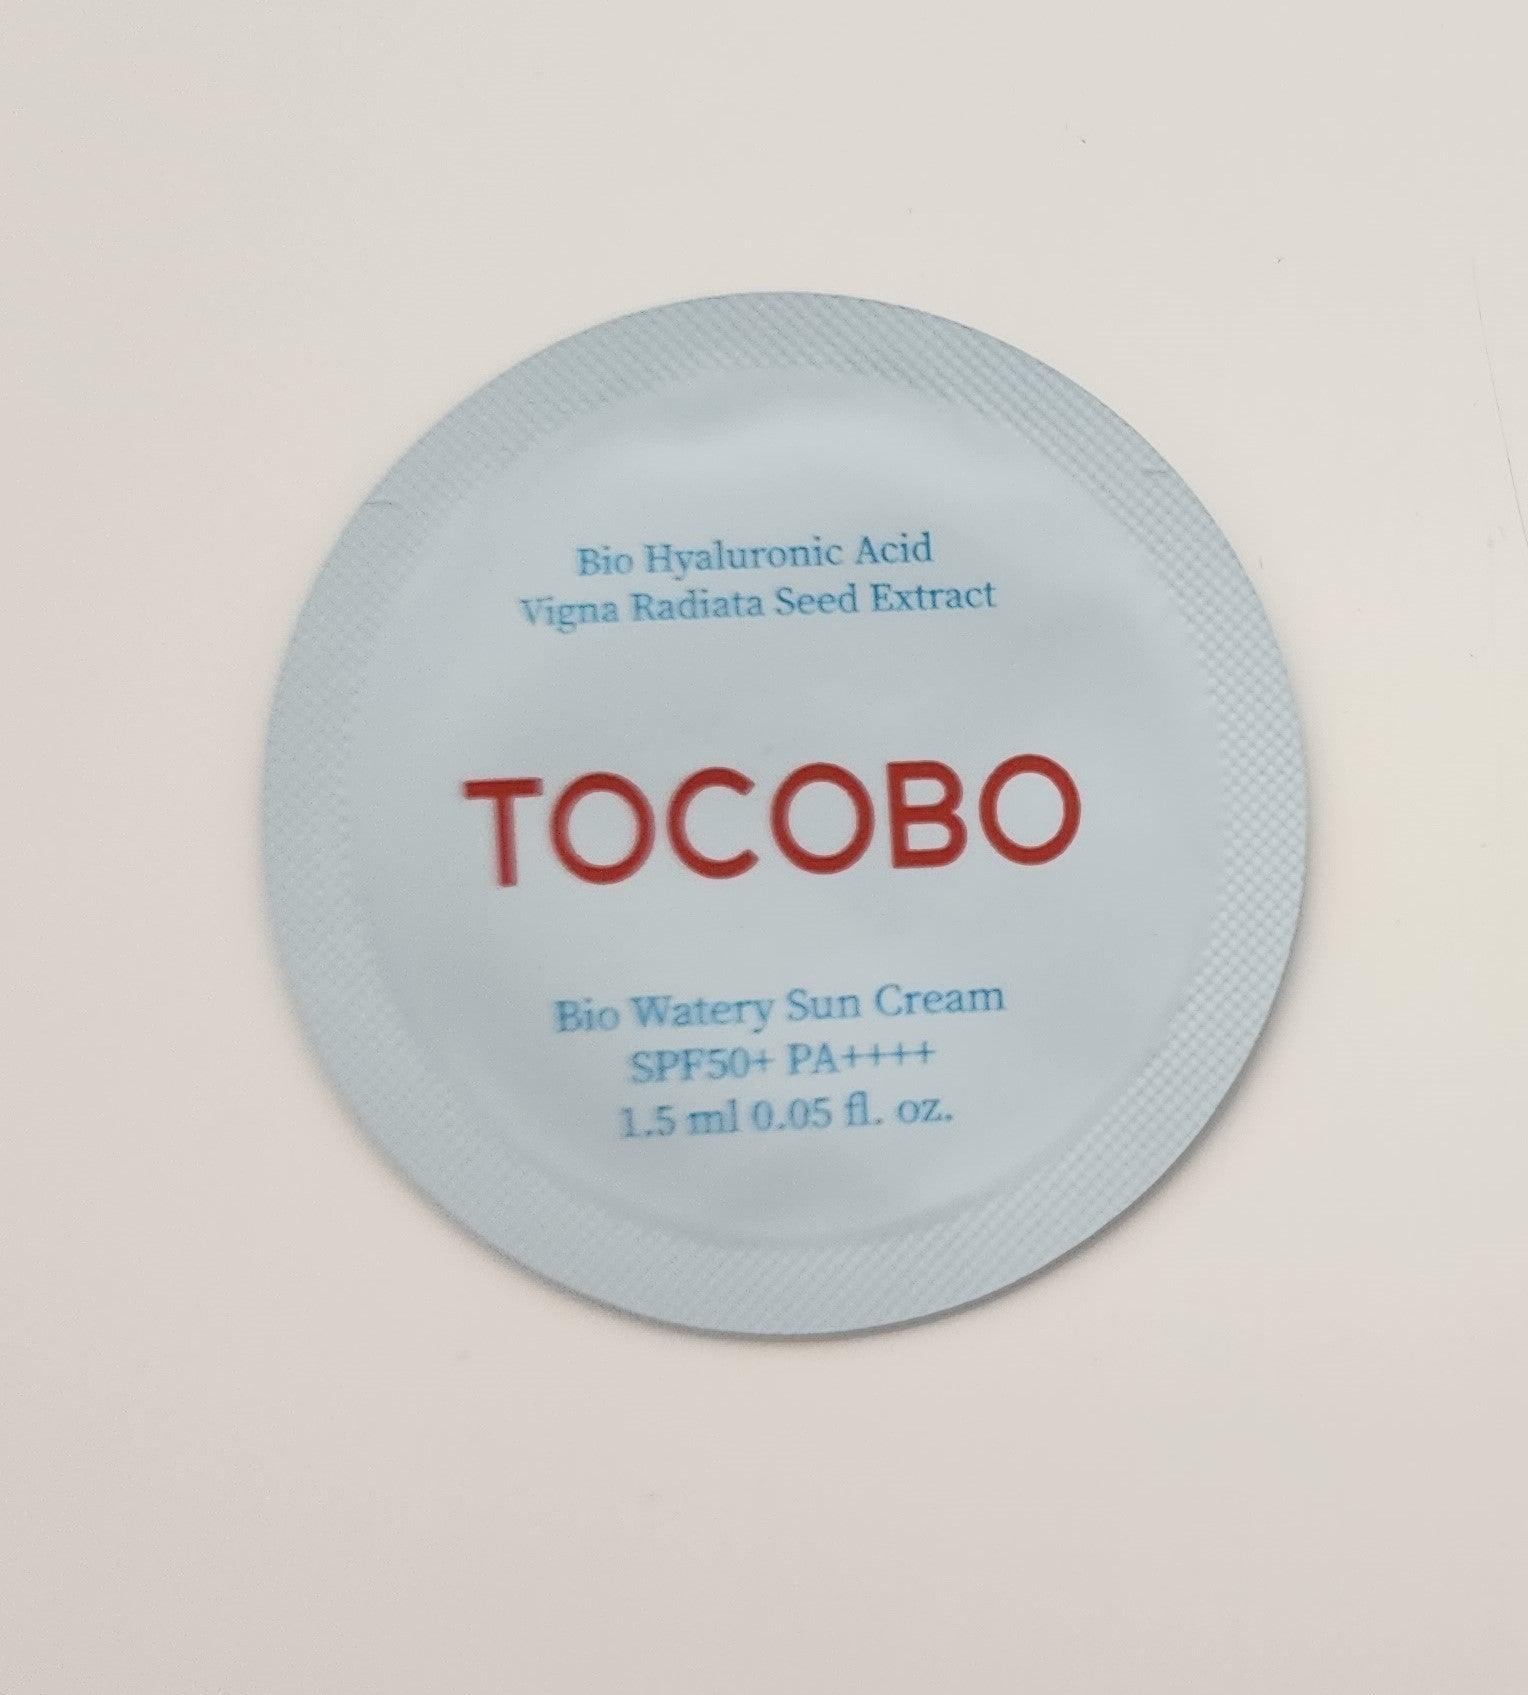 Bio Hyaluronic Acid
Vigna Radiata Seed Extract
TOCOBO
Bio Watery Sun Cream
SPF50+ PA++++
1.5 ml 0.05 fl. oz.